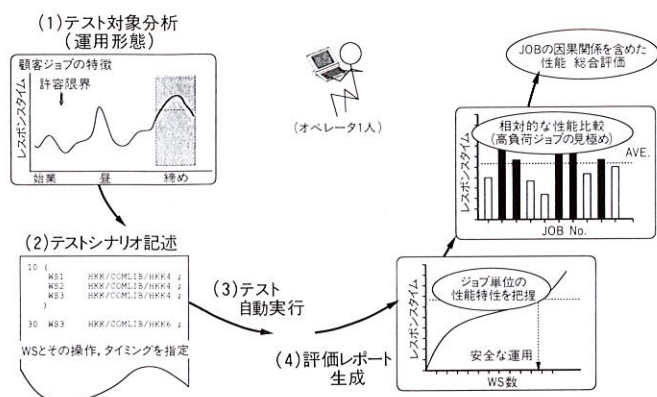 (1)テスト対象分析
(運用形態)
顧客ジョブの特徴
許容限界
レスポンスタイム
始業 昼 締め
(オペレータ1人)
JOBの因果関係を含めた
性能 総合評価
相対的な性能比較
(高負荷ジョブの見極め)
AVE.
レスポンスタイム
JOB No.
(2)テストシナリオ記述
10 (
WS1 HKK/COMLIB/HKK4 ;
WS2 HKK/COMLIB/HKK4 ;
WS3 HKK/COMLIB/HKK4 ;
)
30 WS3 HKK/COMLIB/HKK6 ;
WSとその操作,タイミングを指定
(3)テスト
自動実行
(4)評価レポート
生成
ジョブ単位の
性能特性を把握
レスポンスタイム
安全な運用
WS数